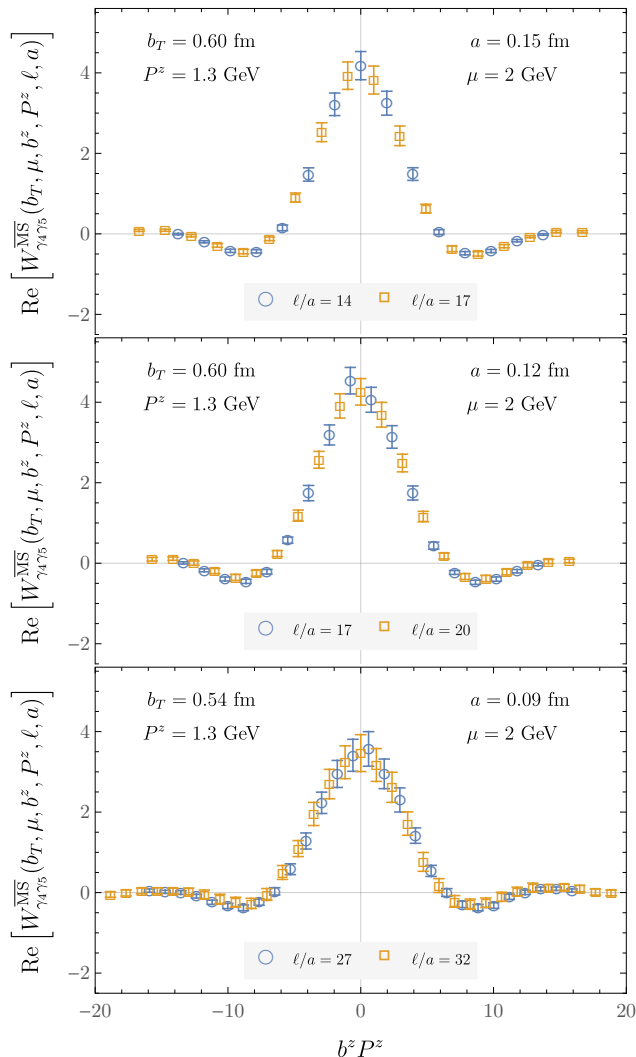 b_T = 0.60 fm
a = 0.15 fm
P^z = 1.3 GeV
μ = 2 GeV
4
2
0
−2
Re [W^{\overline{MS}}_{γ_4γ_5}(b_T, μ, b^z, P^z, ℓ, a)]
ℓ/a = 14
ℓ/a = 17
b_T = 0.60 fm
a = 0.12 fm
P^z = 1.3 GeV
μ = 2 GeV
4
2
0
−2
Re [W^{\overline{MS}}_{γ_4γ_5}(b_T, μ, b^z, P^z, ℓ, a)]
ℓ/a = 17
ℓ/a = 20
b_T = 0.54 fm
a = 0.09 fm
P^z = 1.3 GeV
μ = 2 GeV
4
2
0
−2
Re [W^{\overline{MS}}_{γ_4γ_5}(b_T, μ, b^z, P^z, ℓ, a)]
ℓ/a = 27
ℓ/a = 32
−20
−10
0
10
20
b^z P^z